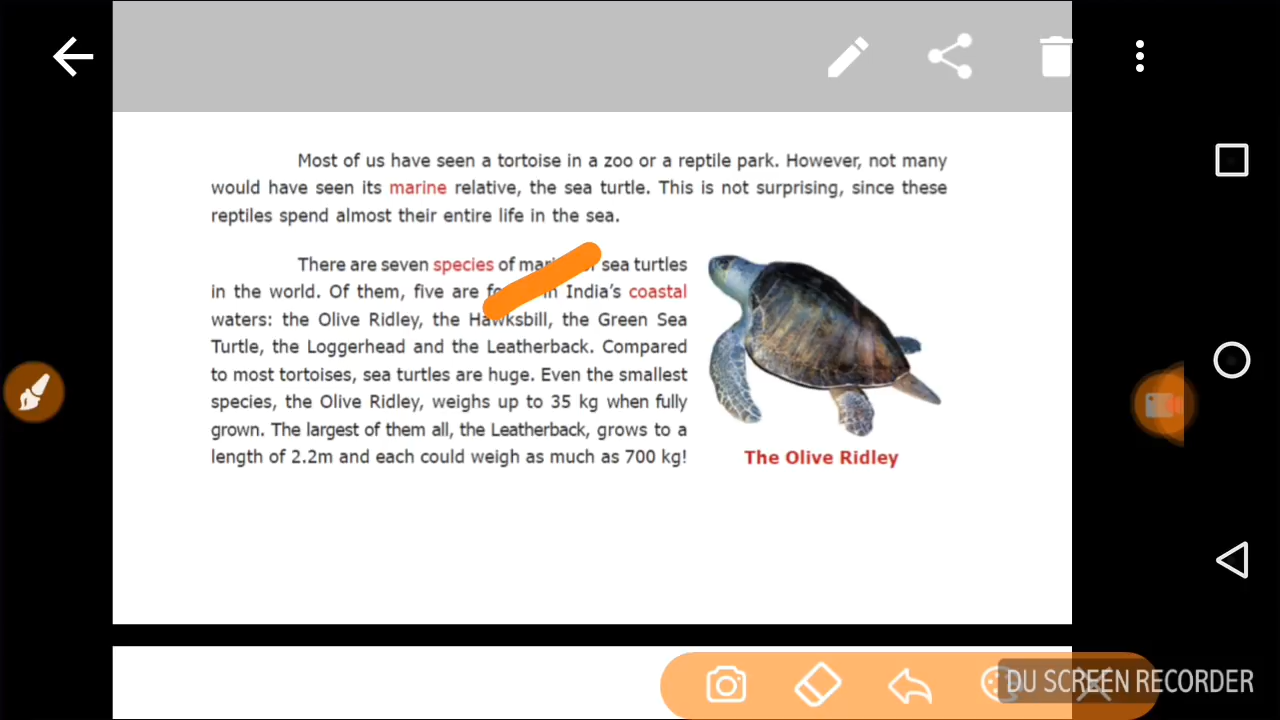 Most of us have seen a tortoise in a zoo or a reptile park. However, not many
would have seen its marine relative, the sea turtle. This is not surprising, since these
reptiles spend almost their entire life in the sea.
There are seven species of sea turtles
in the world. Of them, five are in India's coastal
waters: the Olive Ridley, the Hawksbill, the Green Sea
Turtle, the Loggerhead and the Leatherback. Compared
to most tortoises, sea turtles are huge. Even the smallest
species, the Olive Ridley, weighs up to 35 kg when fully
grown. The largest of them all, the Leatherback, grows to a
length of 2.2m and each could weigh as much as 700 kg!
The Olive Ridley
DU SCREEN RECORDER